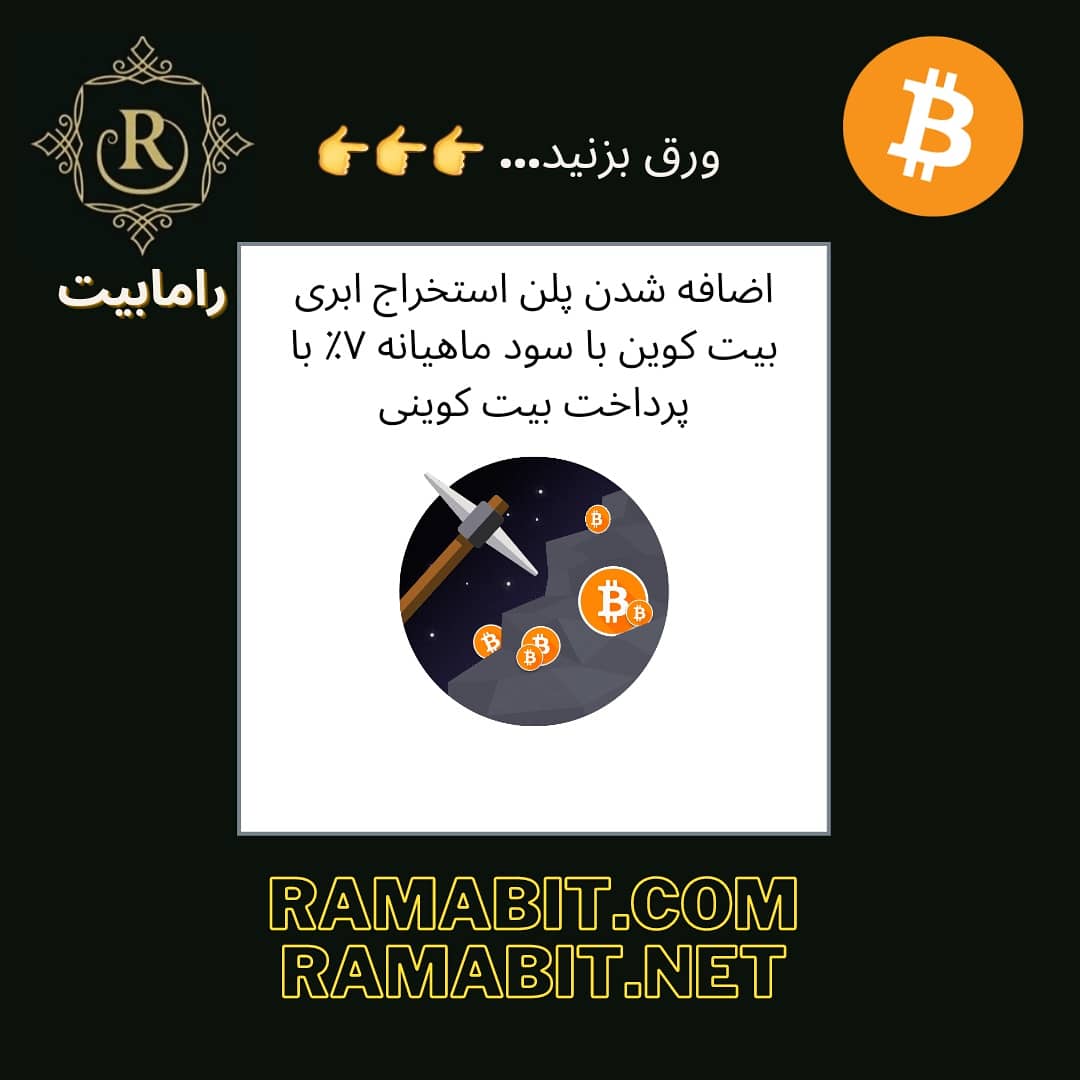 ورق بزنید... 👉👉👉
R
رامابیت
اضافه شدن پلن استخراج ابری
بیت کوین با سود ماهیانه ۷٪ با
پرداخت بیت کوینی
RAMABIT.COM
RAMABIT.NET